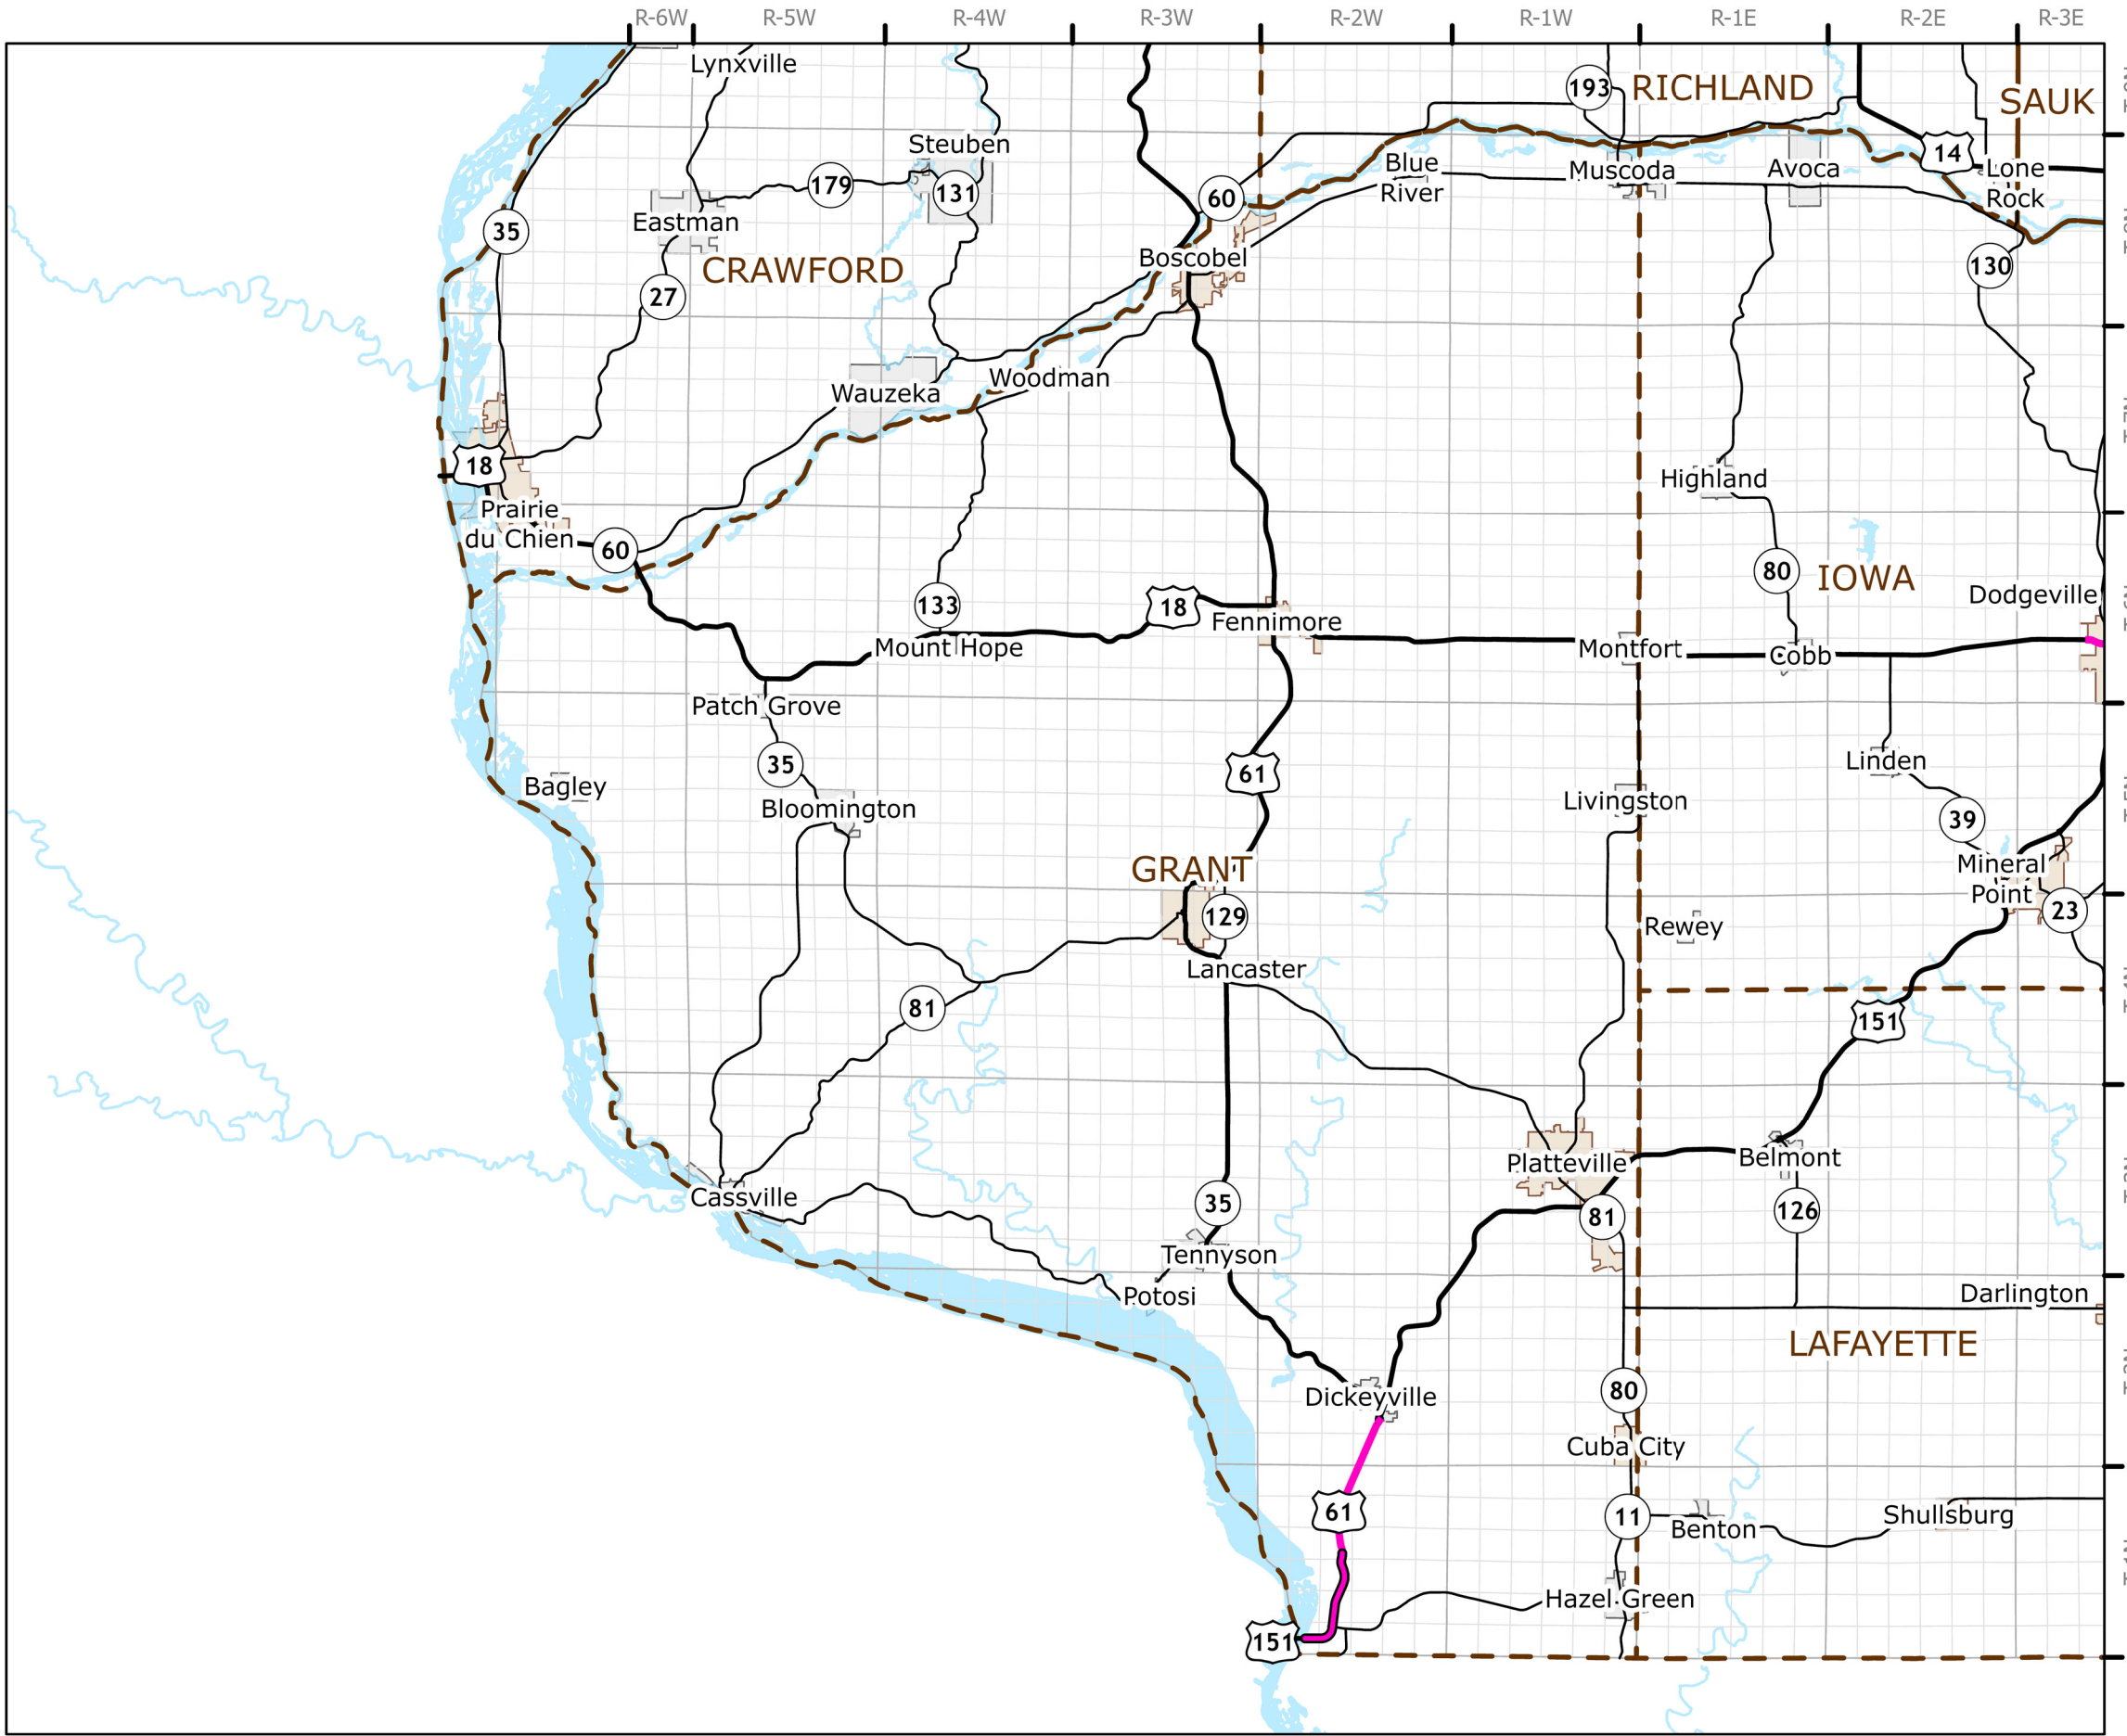 R-6W R-5W R-4W R-3W R-2W R-1W R-1E R-2E R-3E
Lynxville
193
RICHLAND
SAUK
Steuben
14
Blue
River
Muscoda
Avoca
Lone
Rock
179
131
60
Eastman
35
Boscobel
CRAWFORD
130
27
Woodman
Wauzeka
18
Highland
Prairie
du Chien
60
80
IOWA
Dodgeville
133
18
Fennimore
Mount Hope
Montfort
Cobb
Patch Grove
35
61
Linden
Bagley
Bloomington
Livingston
39
GRANT
Mineral
Point
129
23
Rewey
Lancaster
81
151
Platteville
Belmont
Cassville
35
81
126
Tennyson
Potosi
Darlington
LAFAYETTE
Dickeyville
80
Cuba City
61
11
Benton
Shullsburg
Hazel Green
151